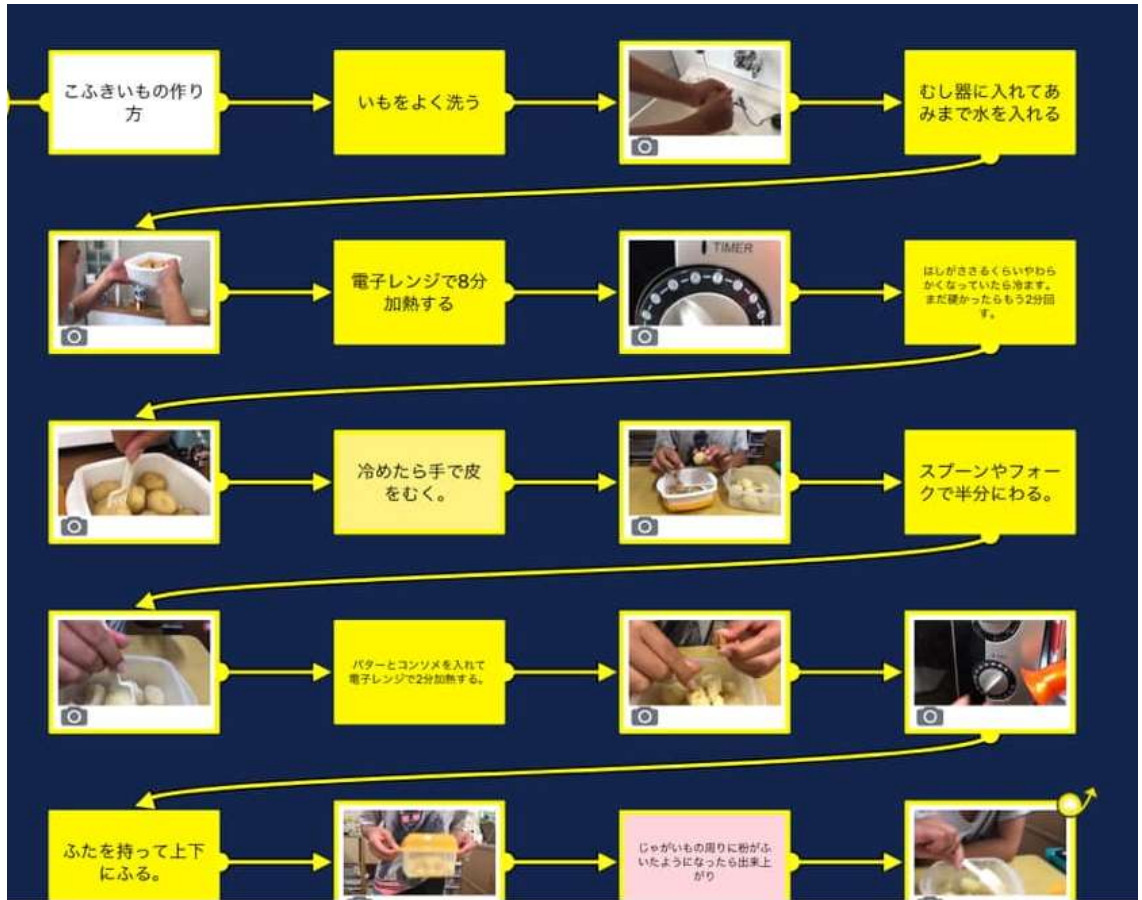 こふきいもの作り
方
いもをよく洗う
むし器に入れてあ
みまで水を入れる
電子レンジで8分
加熱する
TIMER
はしがささるくらいやわら
かくなっていたら冷ます。
まだ硬かったらもう2分回
す。
冷めたら手で皮
をむく。
スプーンやフォー
クで半分にわる。
バターとコンソメを入れて
電子レンジで2分加熱する。
ふたを持って上下
にふる。
じゃがいもの周りに粉がふ
いたようになったら出来上
がり